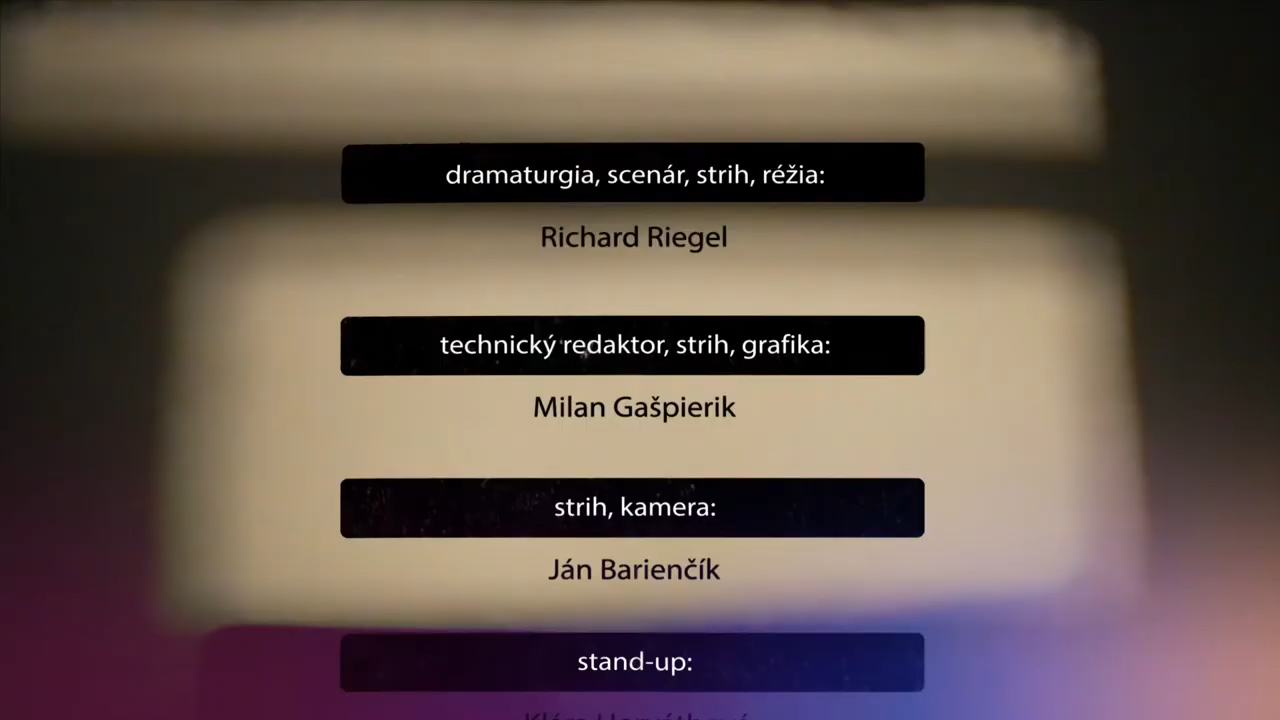 dramaturgia, scenár, strih, réžia:
Richard Riegel
technický redaktor, strih, grafika:
Milan Gašpierik
strih, kamera:
Ján Barienčík
stand-up: